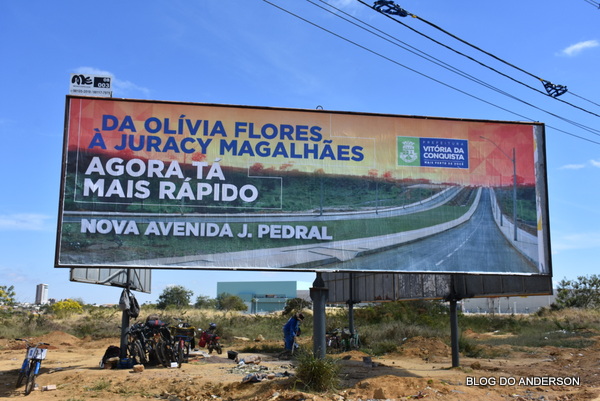 003
DA OLÍVIA FLORES
À JURACY MAGALHÃES
AGORA TÁ
MAIS RÁPIDO
NOVA AVENIDA J. PEDRAL
PREFEITURA
VITÓRIA DA
CONQUISTA
BLOG DO ANDERSON